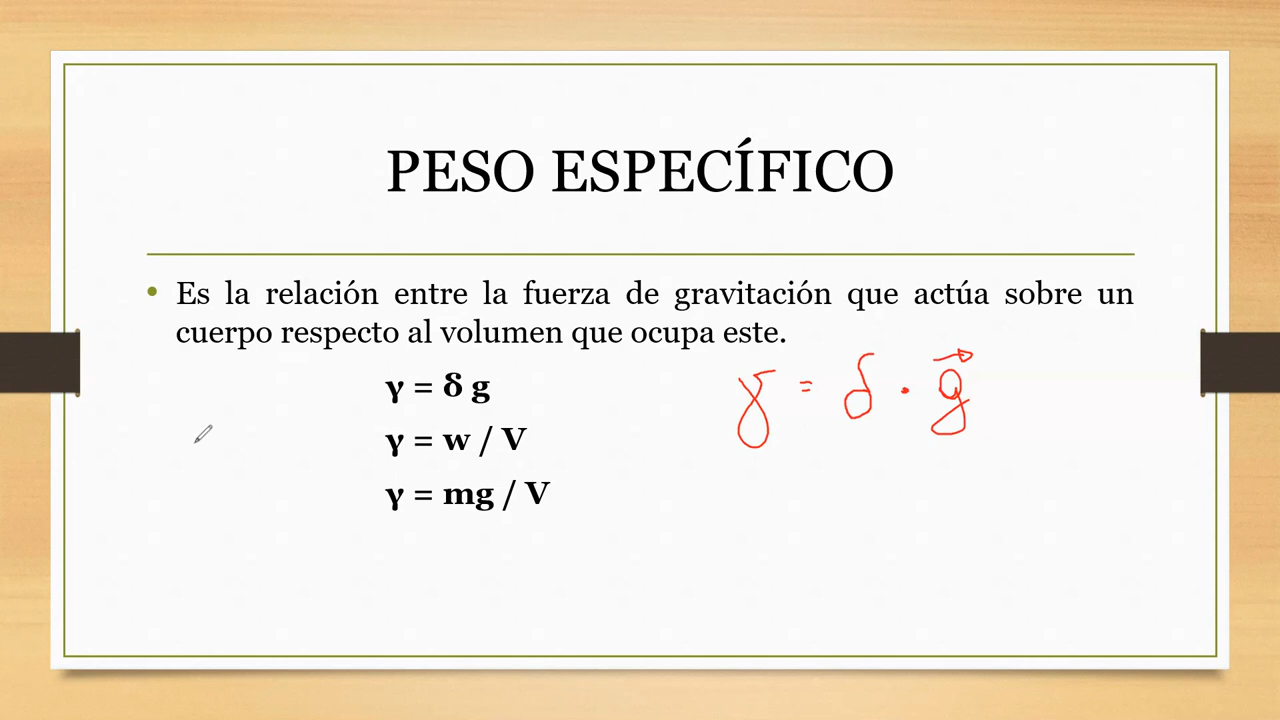 PESO ESPECÍFICO
• Es la relación entre la fuerza de gravitación que actúa sobre un
cuerpo respecto al volumen que ocupa este.
γ = δ g
γ = w / V
γ = mg / V
γ = δ · g⃗